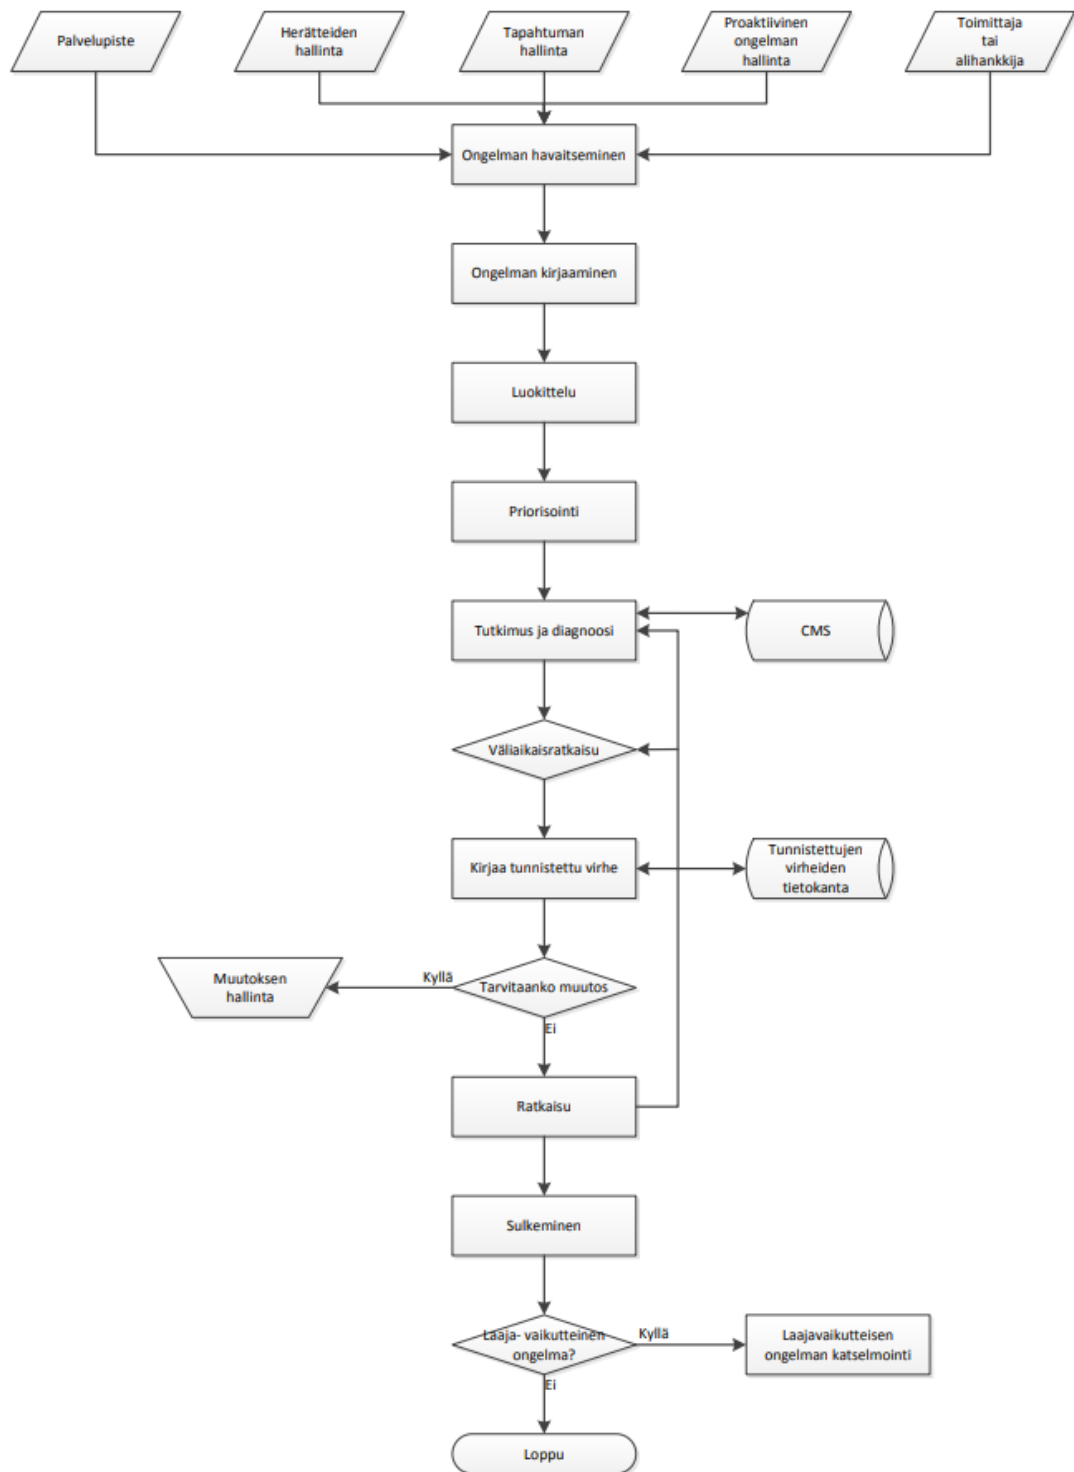 Palvelupiste
Herätteiden
hallinta
Tapahtuman
hallinta
Proaktiivinen
ongelman
hallinta
Toimittaja
tai
alihankkija
Ongelman havaitseminen
Ongelman kirjaaminen
Luokittelu
Priorisointi
Tutkimus ja diagnoosi
CMS
Väliaikaisratkaisu
Kirjaa tunnistettu virhe
Tunnistettujen
virheiden
tietokanta
Muutoksen
hallinta
Kyllä
Tarvitaanko muutos
Ei
Ratkaisu
Sulkeminen
Laaja- vaikutteinen
ongelma?
Kyllä
Laajavaikutteisen
ongelman katselmointi
Ei
Loppu